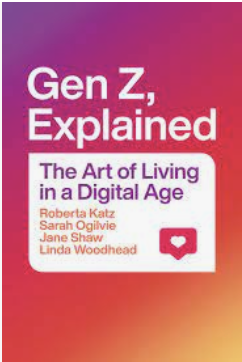 Gen Z,
Explained
The Art of Living
in a Digital Age
Roberta Katz
Sarah Ogilvie
Jane Shaw
Linda Woodhead